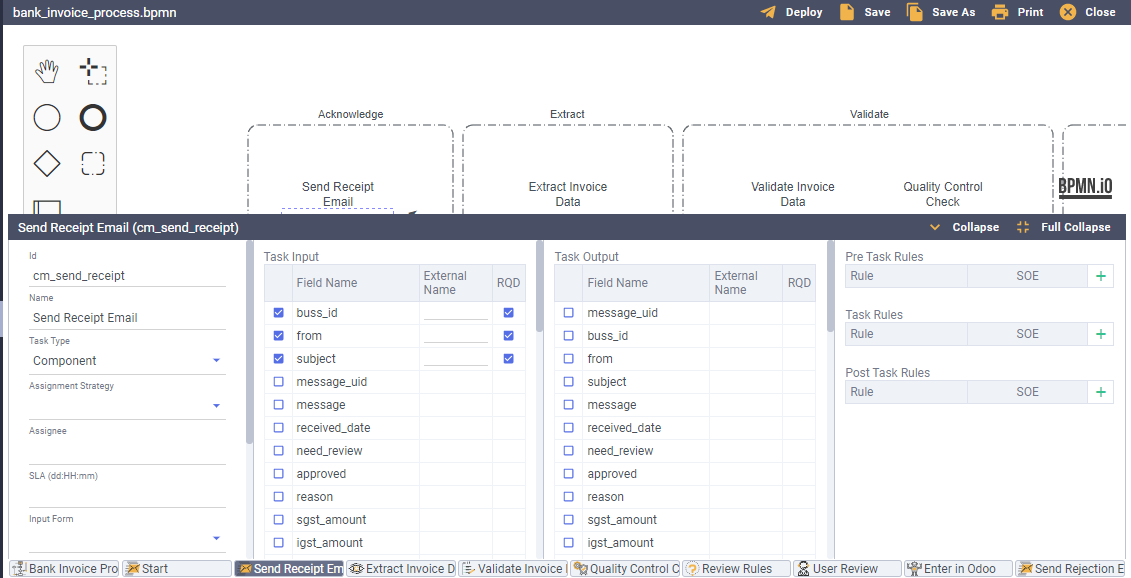 bank_invoice_process.bpmn
Deploy
Save
Save As
Print
Close
Acknowledge
Extract
Validate
Send Receipt
Email
Extract Invoice
Data
Validate Invoice
Data
Quality Control
Check
BPMN.iO
Send Receipt Email (cm_send_receipt)
Collapse
Full Collapse
Id
cm_send_receipt
Name
Send Receipt Email
Task Type
Component
Assignment Strategy
Assignee
SLA (dd:HH:mm)
Input Form
Task Input
Field Name
External
Name
RQD
buss_id
from
subject
message_uid
message
received_date
need_review
approved
reason
sgst_amount
igst_amount
Task Output
Field Name
External
Name
RQD
message_uid
buss_id
from
subject
message
received_date
need_review
approved
reason
sgst_amount
igst_amount
Pre Task Rules
Rule
SOE
Task Rules
Rule
SOE
Post Task Rules
Rule
SOE
Bank Invoice Pro
Start
Send Receipt Em
Extract Invoice D
Validate Invoice
Quality Control C
Review Rules
User Review
Enter in Odoo
Send Rejection E